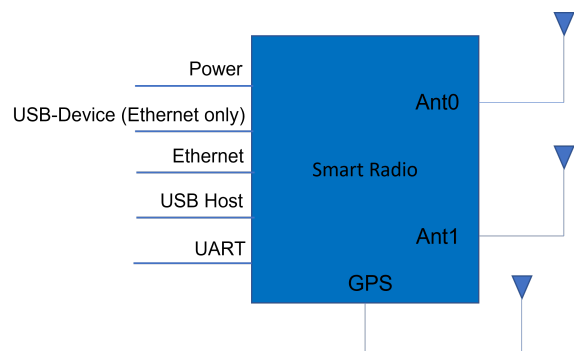 Power
USB-Device (Ethernet only)
Ethernet
USB Host
UART
Ant0
Smart Radio
Ant1
GPS